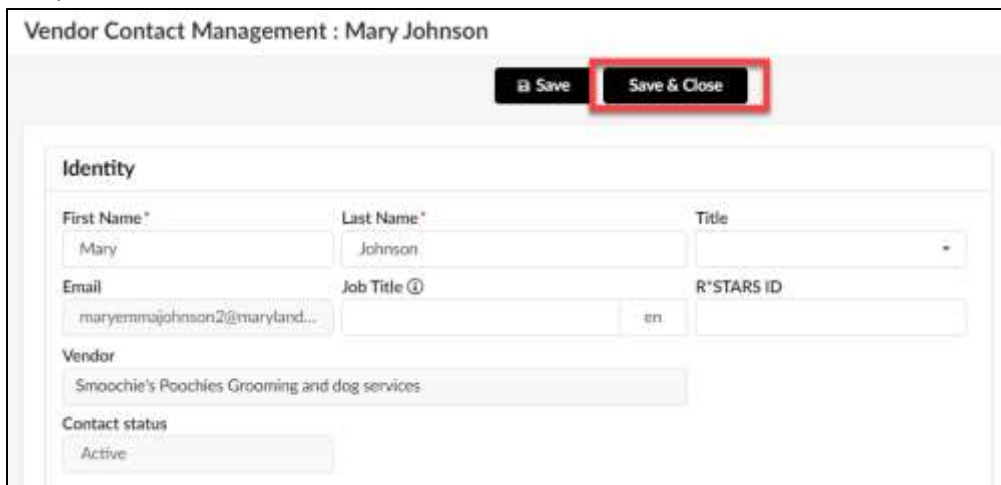 Vendor Contact Management : Mary Johnson
Save Save & Close
Identity
First Name* Last Name* Title
Mary Johnson
Email Job Title R*STARS ID
maryemmajohnson2@maryland... en
Vendor
Smoochie's Poochies Grooming and dog services
Contact status
Active